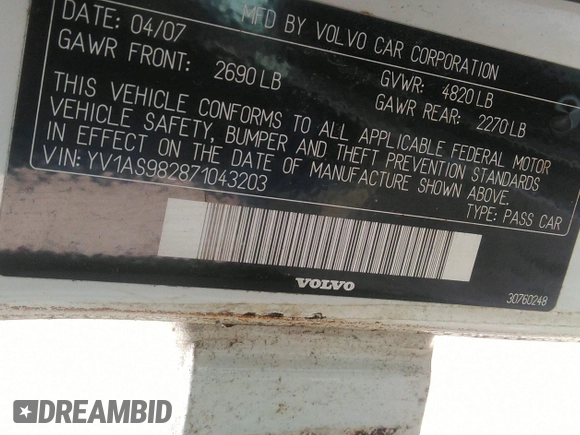 MFD BY VOLVO CAR CORPORATION
DATE: 04/07
GVWR: 4820 LB
GAWR FRONT: 2690 LB
GAWR REAR: 2270 LB
THIS VEHICLE CONFORMS TO ALL APPLICABLE FEDERAL MOTOR
VEHICLE SAFETY, BUMPER AND THEFT PREVENTION STANDARDS
IN EFFECT ON THE DATE OF MANUFACTURE SHOWN ABOVE.
VIN: YV1AS982871043203
TYPE: PASS CAR
VOLVO
30760248
DREAMBID